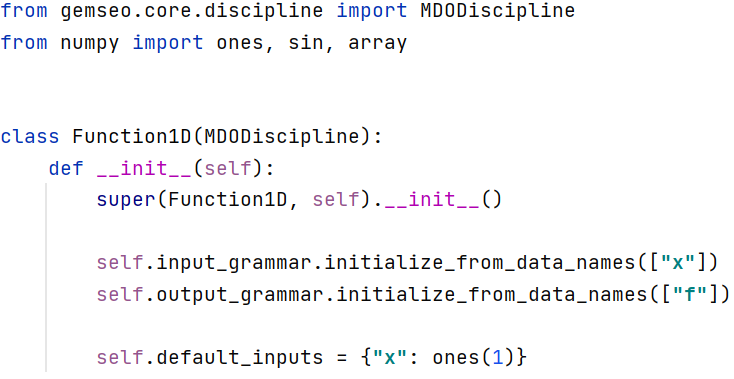 from gemseo.core.discipline import MDODiscipline
from numpy import ones, sin, array
class Function1D(MDODiscipline):
    def __init__(self):
        super(Function1D, self).__init__()
        self.input_grammar.initialize_from_data_names(["x"])
        self.output_grammar.initialize_from_data_names(["f"])
        self.default_inputs = {"x": ones(1)}